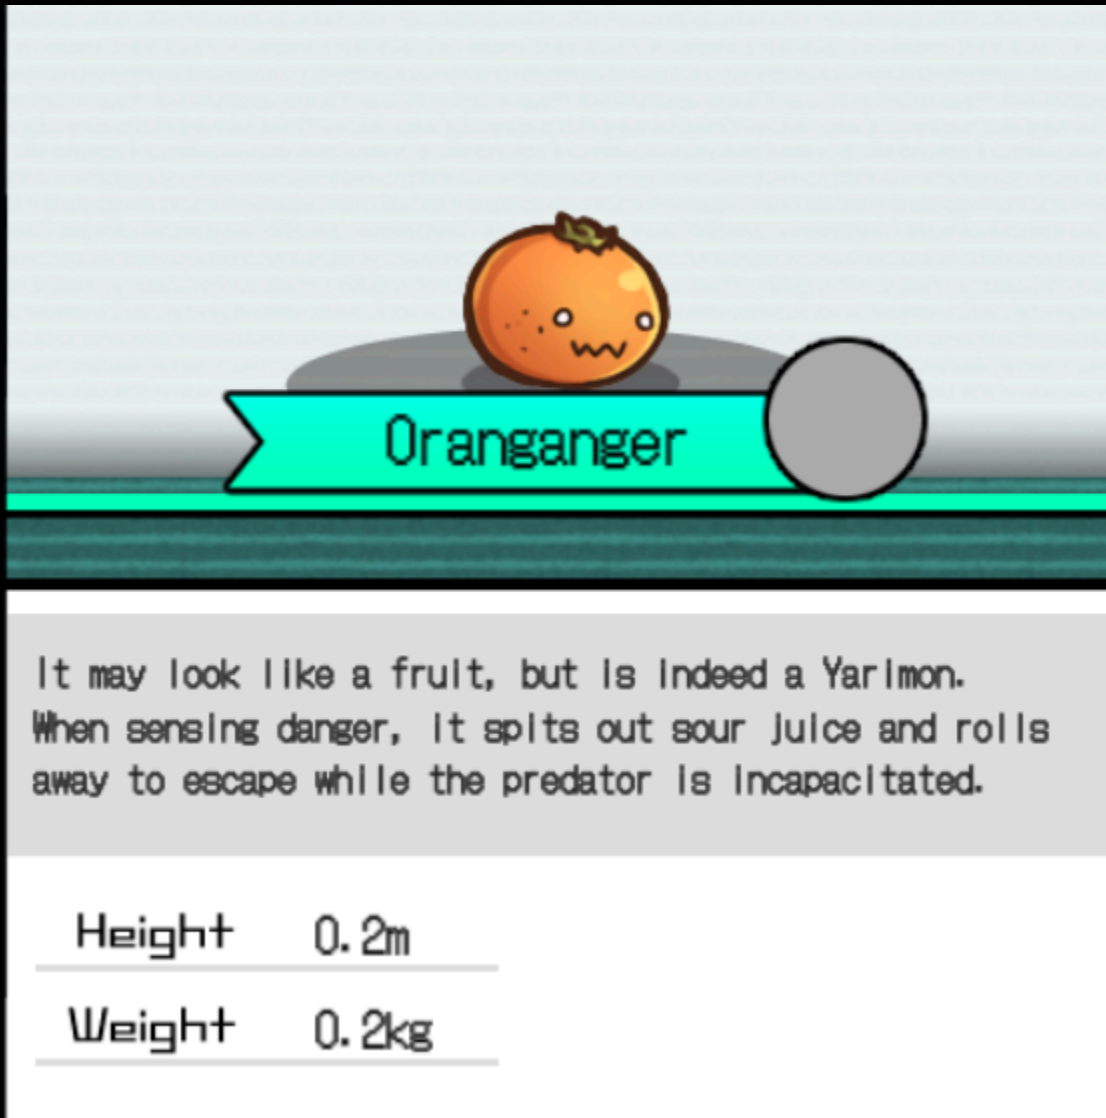 Oranganger
It may look like a fruit, but is indeed a Yarimon.
When sensing danger, it spits out sour juice and rolls
away to escape while the predator is incapacitated.
Height 0.2m
Weight 0.2kg